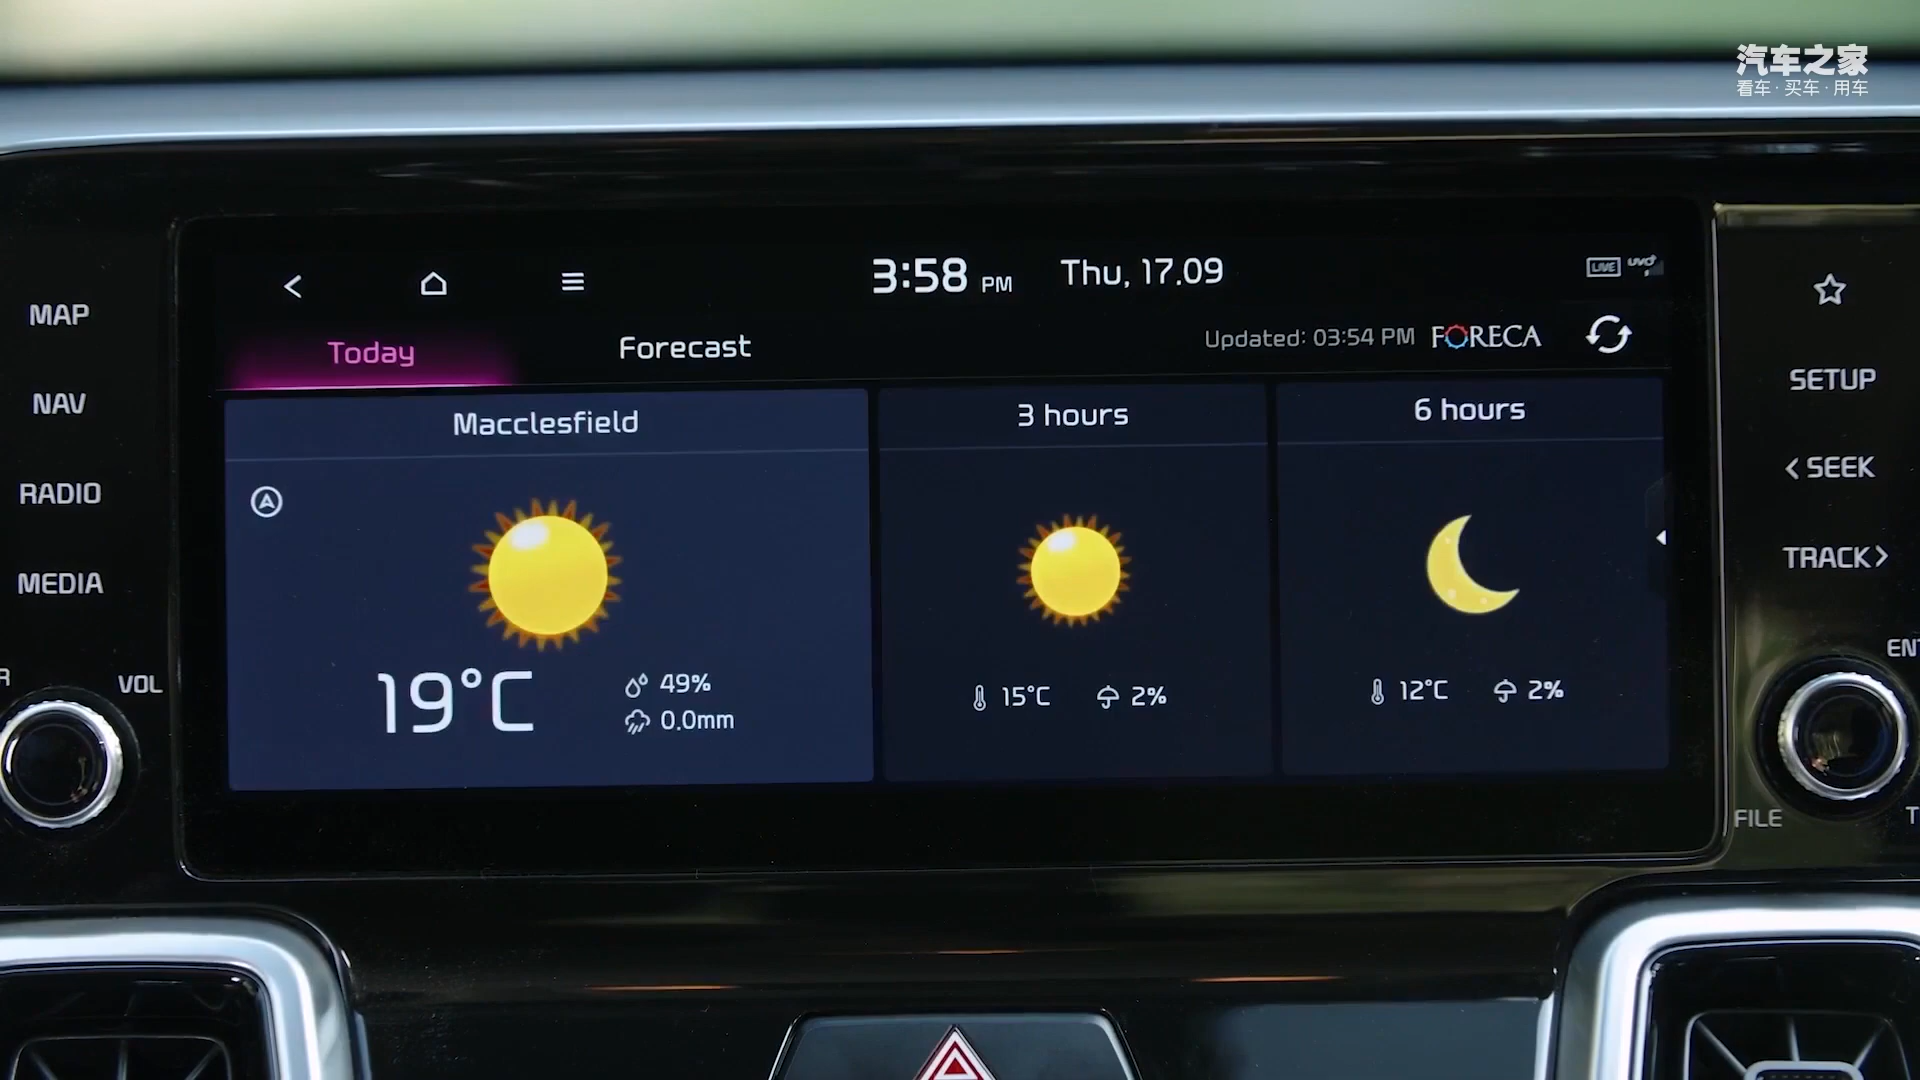 汽车之家
看车·买车·用车
3:58 PM
Thu, 17.09
LIVE
UVO
Today
Forecast
Updated: 03:54 PM
FORECA
Macclesfield
19°C
49%
0.0mm
3 hours
15°C
2%
6 hours
12°C
2%
MAP
NAV
RADIO
MEDIA
VOL
SETUP
< SEEK
TRACK >
FILE